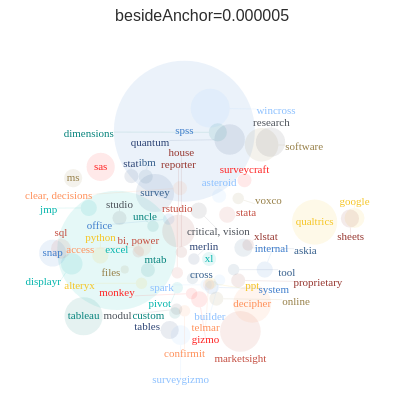 besideAnchor=0.000005
wincross
research
dimensions
spss
quantum
software
house
reporter
sas
statibm
surveycraft
ms
asteroid
clear, decisions
survey
voxco
google
jmp
studio
rstudio
stata
uncle
qualtrics
office
sql
python
bi, power
critical, vision
xlstat
sheets
snap
access
excel
merlin
internal
askia
mtab
xl
files
cross
tool
displayr
alteryx
monkey
spark
ppt
system
proprietary
pivot
decipher
online
tableau
modul
custom
builder
tables
telmar
gizmo
confirmit
marketsight
surveygizmo